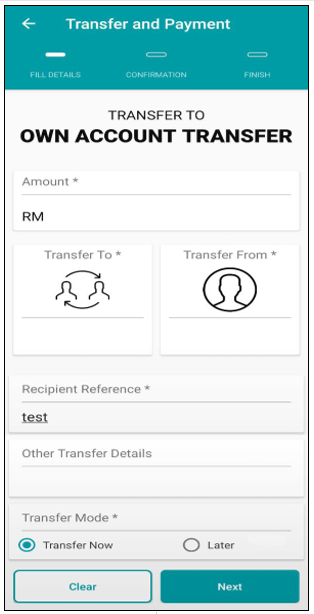 Transfer and Payment
FILL DETAILS CONFIRMATION FINISH
TRANSFER TO
OWN ACCOUNT TRANSFER
Amount *
RM
Transfer To * Transfer From *
Recipient Reference *
test
Other Transfer Details
Transfer Mode *
Transfer Now Later
Clear Next